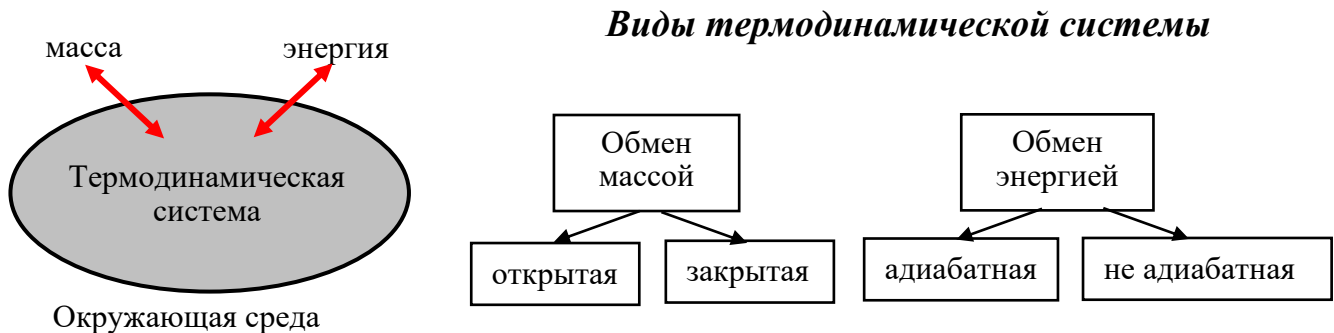 Виды термодинамической системы
масса
энергия
Термодинамическая
система
Окружающая среда
Обмен
массой
открытая
закрытая
Обмен
энергией
адиабатная
не адиабатная